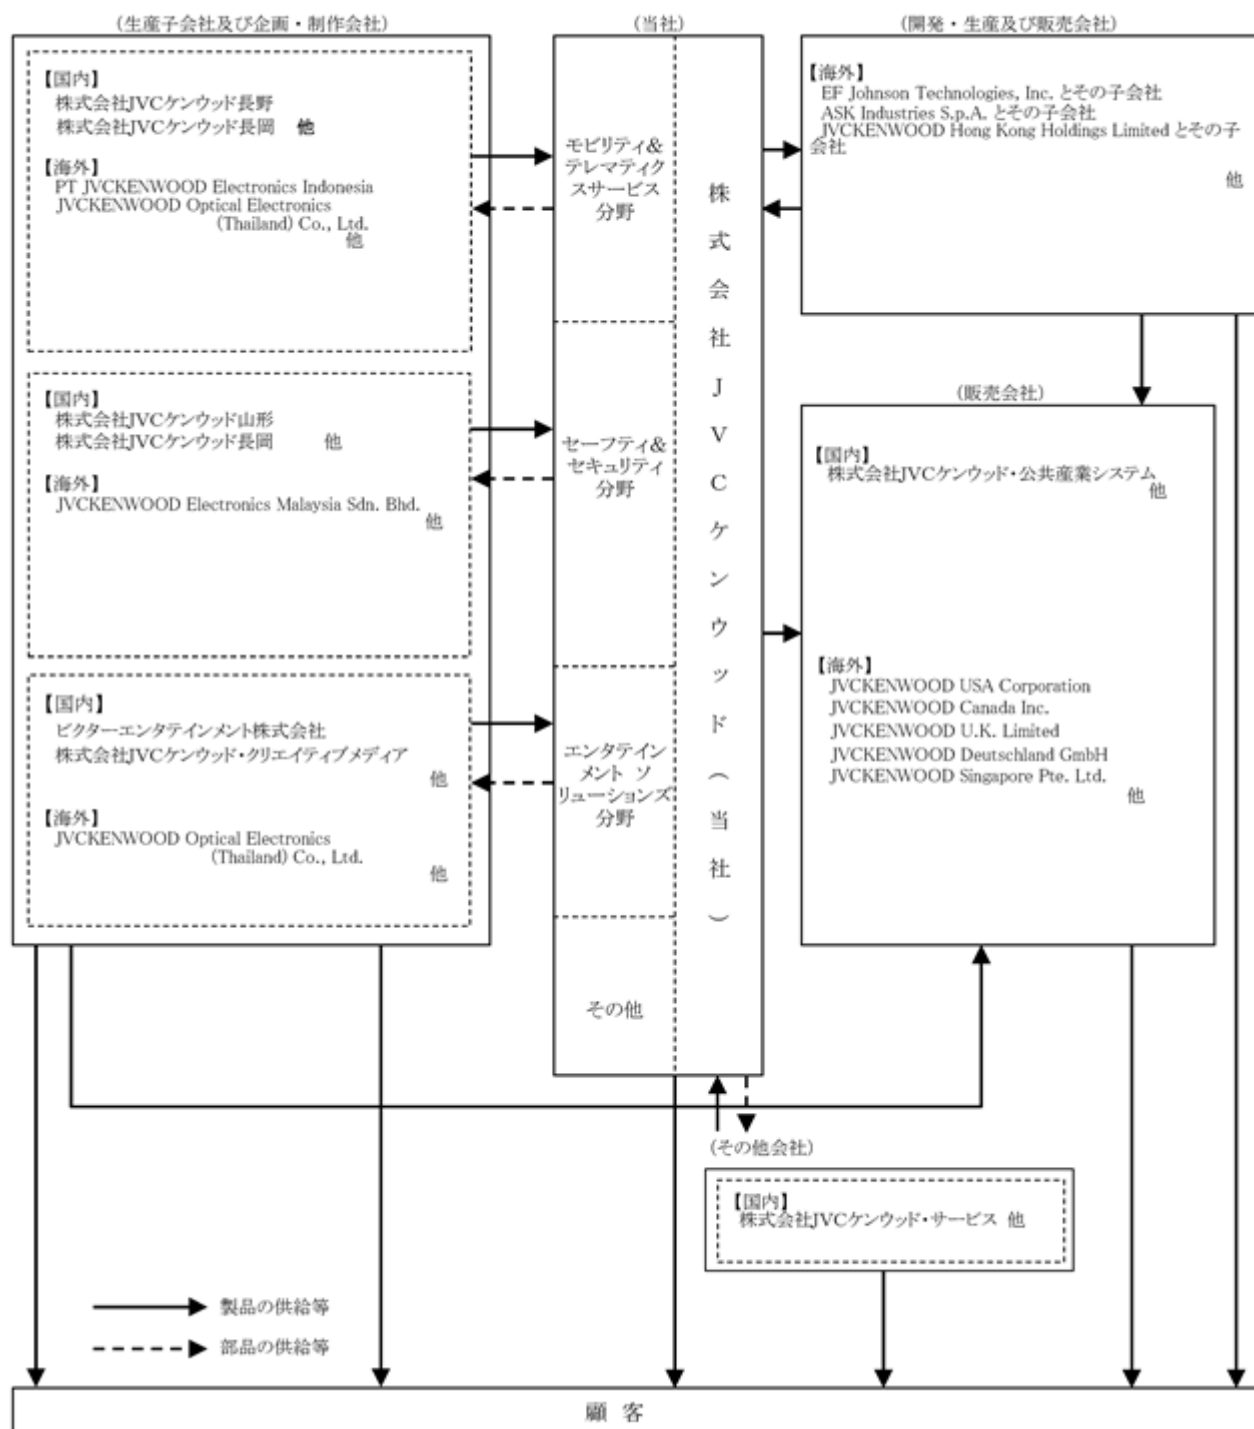 (生産子会社及び企画・制作会社)
【国内】
株式会社JVCケンウッド長野
株式会社JVCケンウッド長岡 他
【海外】
PT JVCKENWOOD Electronics Indonesia
JVCKENWOOD Optical Electronics
(Thailand) Co., Ltd.
他
【国内】
株式会社JVCケンウッド山形
株式会社JVCケンウッド長岡 他
【海外】
JVCKENWOOD Electronics Malaysia Sdn. Bhd.
他
【国内】
ビクターエンタテインメント株式会社
株式会社JVCケンウッド・クリエイティブメディア
他
【海外】
JVCKENWOOD Optical Electronics
(Thailand) Co., Ltd.
他
(当社)
モビリティ&
テレマティク
スサービス
分野
セーフティ&
セキュリティ
分野
エンタテイン
メント ソ
リューションズ
分野
その他
株式会社JVCケンウッド(当社)
(開発・生産及び販売会社)
【海外】
EF Johnson Technologies, Inc. とその子会社
ASK Industries S.p.A. とその子会社
JVCKENWOOD Hong Kong Holdings Limited とその子
会社
他
(販売会社)
【国内】
株式会社JVCケンウッド・公共産業システム
他
【海外】
JVCKENWOOD USA Corporation
JVCKENWOOD Canada Inc.
JVCKENWOOD U.K. Limited
JVCKENWOOD Deutschland GmbH
JVCKENWOOD Singapore Pte. Ltd.
他
(その他会社)
【国内】
株式会社JVCケンウッド・サービス 他
製品の供給等
部品の供給等
顧客